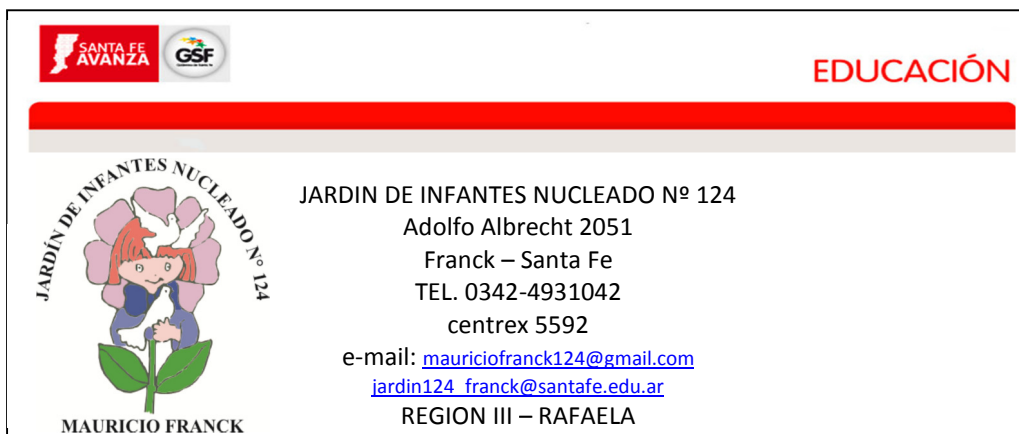 SANTA FE
AVANZA
GSF
EDUCACIÓN
JARDÍN DE INFANTES NUCLEADO N° 124
JARDIN DE INFANTES NUCLEADO Nº 124
Adolfo Albrecht 2051
Franck – Santa Fe
TEL. 0342-4931042
centrex 5592
e-mail: mauriciofranck124@gmail.com
jardin124_franck@santafe.edu.ar
REGION III – RAFAELA
MAURICIO FRANCK